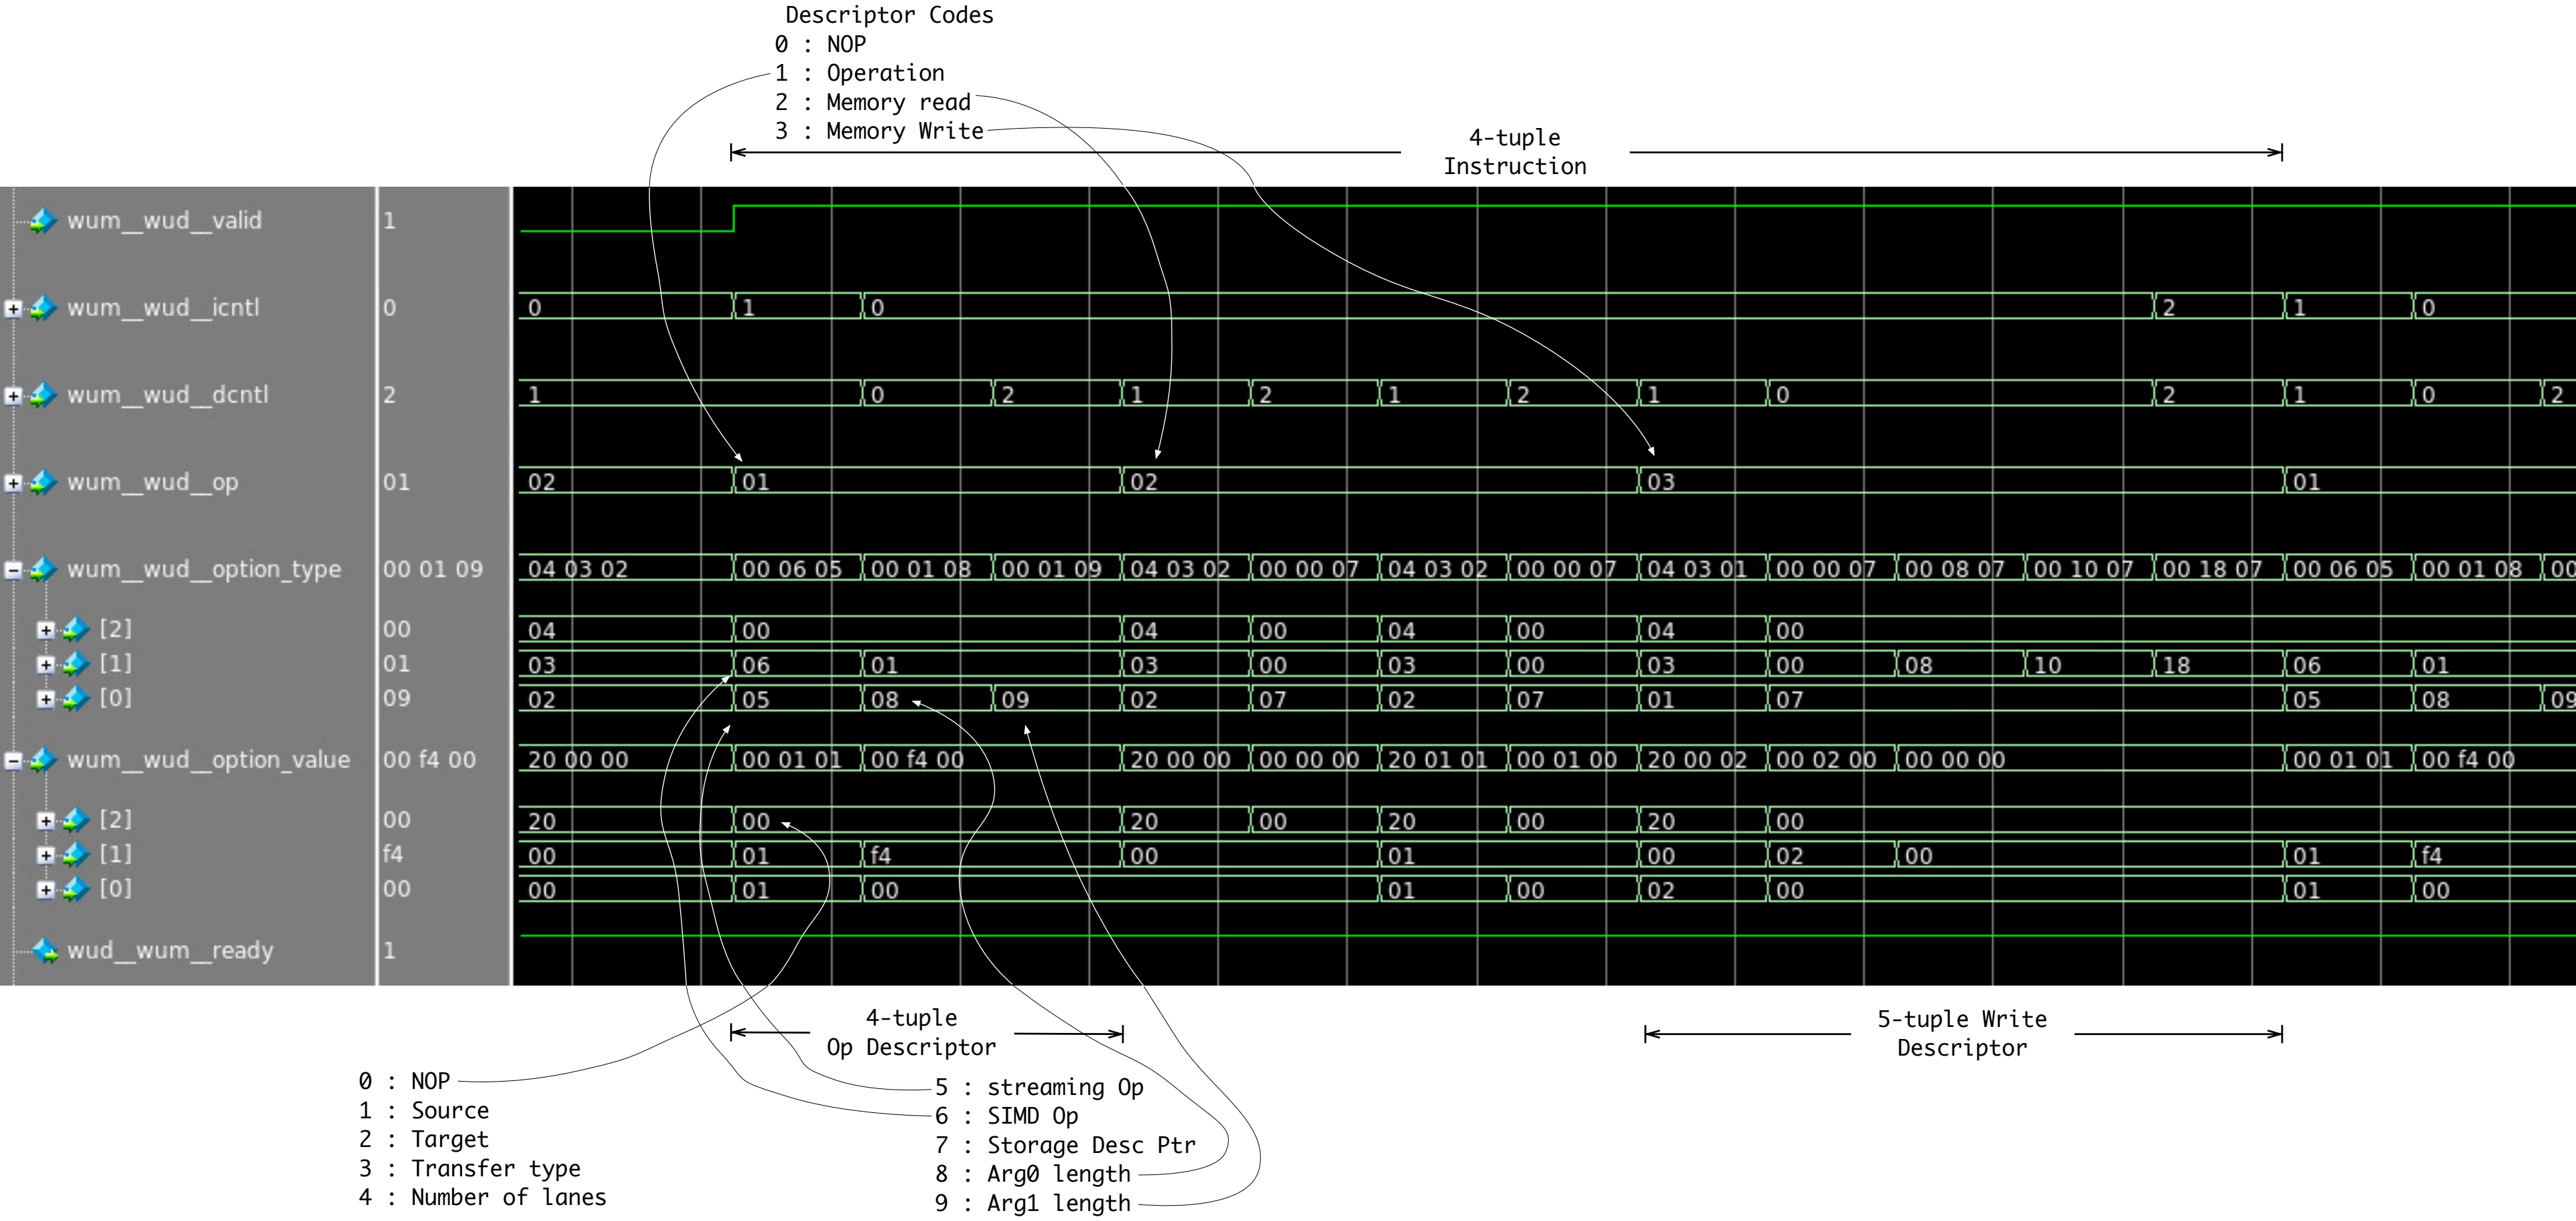 Descriptor Codes
0 : NOP
1 : Operation
2 : Memory read
3 : Memory Write
4-tuple
Instruction
wum__wud__valid 1
wum__wud__icntl 0 0 1 0 2 1 0
wum__wud__dcntl 2 1 0 2 1 2 1 2 1 0 2 1 0 2
wum__wud__op 01 02 01 02 03 01
wum__wud__option_type 00 01 09 04 03 02 00 06 05 00 01 08 00 01 09 04 03 02 00 00 07 04 03 02 00 00 07 04 03 01 00 00 07 00 08 07 00 10 07 00 18 07 00 06 05 00 01 08 00
[2] 00 04 00 04 00 04 00 04 00
[1] 01 03 06 01 03 00 03 00 03 00 08 10 18 06 01
[0] 09 02 05 08 09 02 07 02 07 01 07 05 08 09
wum__wud__option_value 00 f4 00 20 00 00 00 01 01 00 f4 00 20 00 00 00 00 00 20 01 01 00 01 00 20 00 02 00 02 00 00 00 00 00 01 01 00 f4 00
[2] 00 20 00 20 00 20 00 20 00
[1] f4 00 01 f4 00 01 00 02 00 01 f4
[0] 00 00 01 00 01 00 02 00 01 00
wud__wum__ready 1
4-tuple
Op Descriptor
5-tuple Write
Descriptor
0 : NOP
1 : Source
2 : Target
3 : Transfer type
4 : Number of lanes
5 : streaming Op
6 : SIMD Op
7 : Storage Desc Ptr
8 : Arg0 length
9 : Arg1 length